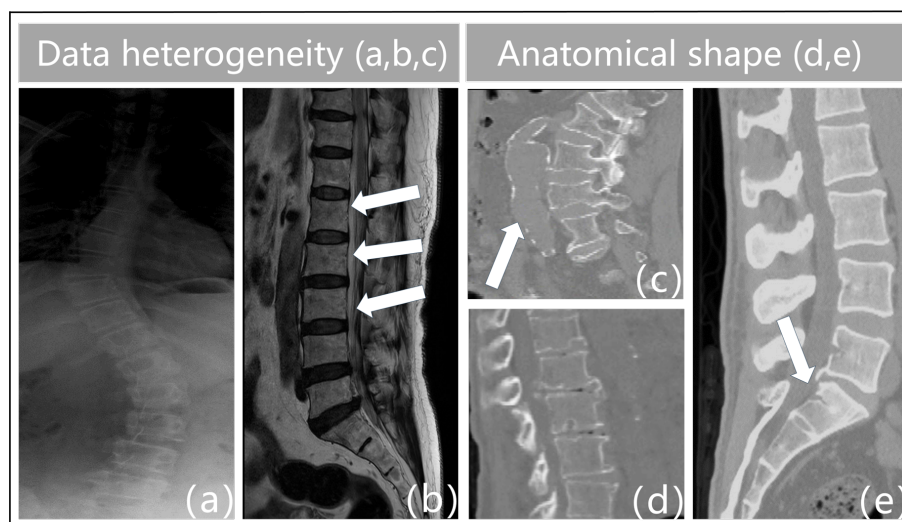 Data heterogeneity (a,b,c)
Anatomical shape (d,e)
(a)
(b)
(c)
(d)
(e)